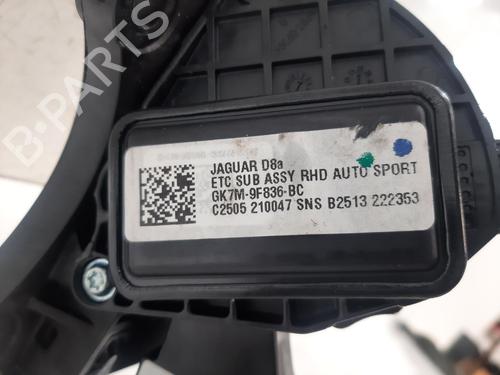 B-PARTS
JAGUAR D8a
ETC SUB ASSY RHD AUTO SPORT
GK7M-9F836-BC
C2505 210047 SNS B2513 222353